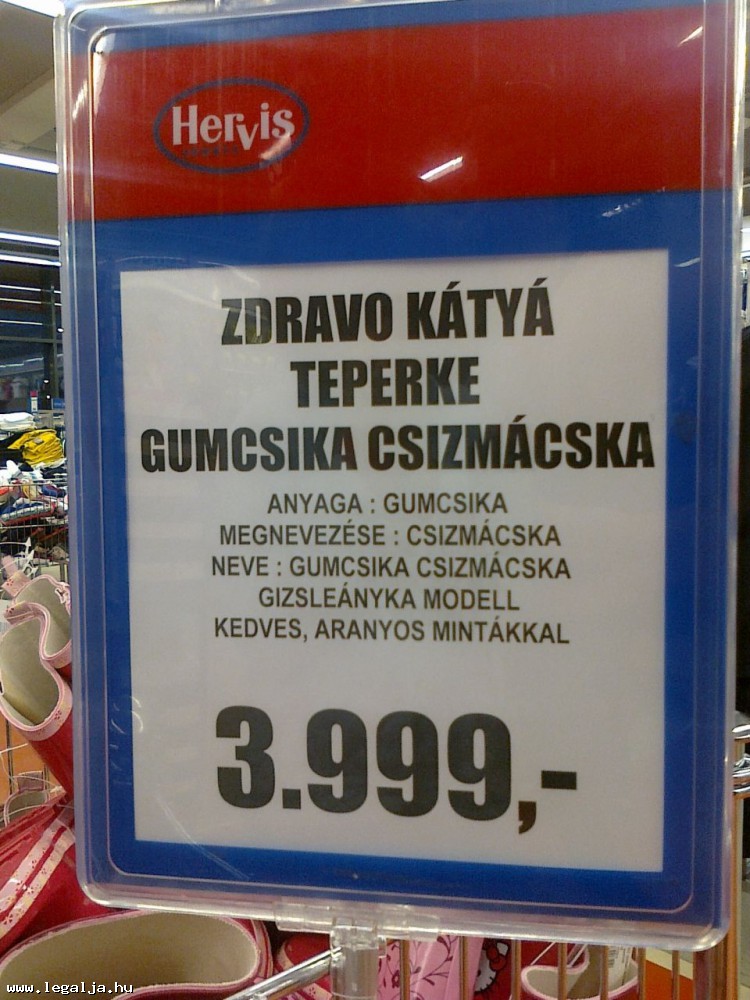 Hervis
ZDRAVO KÁTYÁ
TEPERKE
GUMCSIKA CSIZMÁCSKA
ANYAGA : GUMCSIKA
MEGNEVEZÉSE : CSIZMÁCSKA
NEVE : GUMCSIKA CSIZMÁCSKA
GIZSLEÁNYKA MODELL
KEDVES, ARANYOS MINTÁKKAL
3.999,-
www.legalja.hu